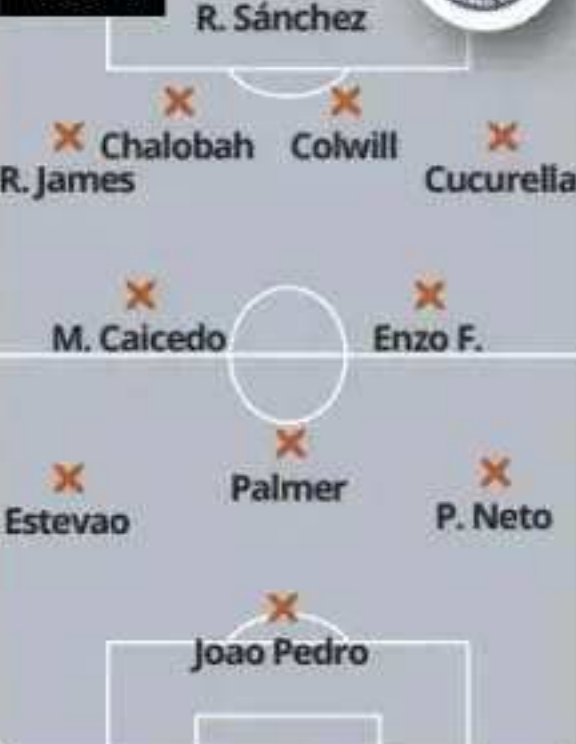 R. Sánchez
Chalobah Colwill
R. James Cucurella
M. Caicedo Enzo F.
Palmer
Estevao P. Neto
Joao Pedro